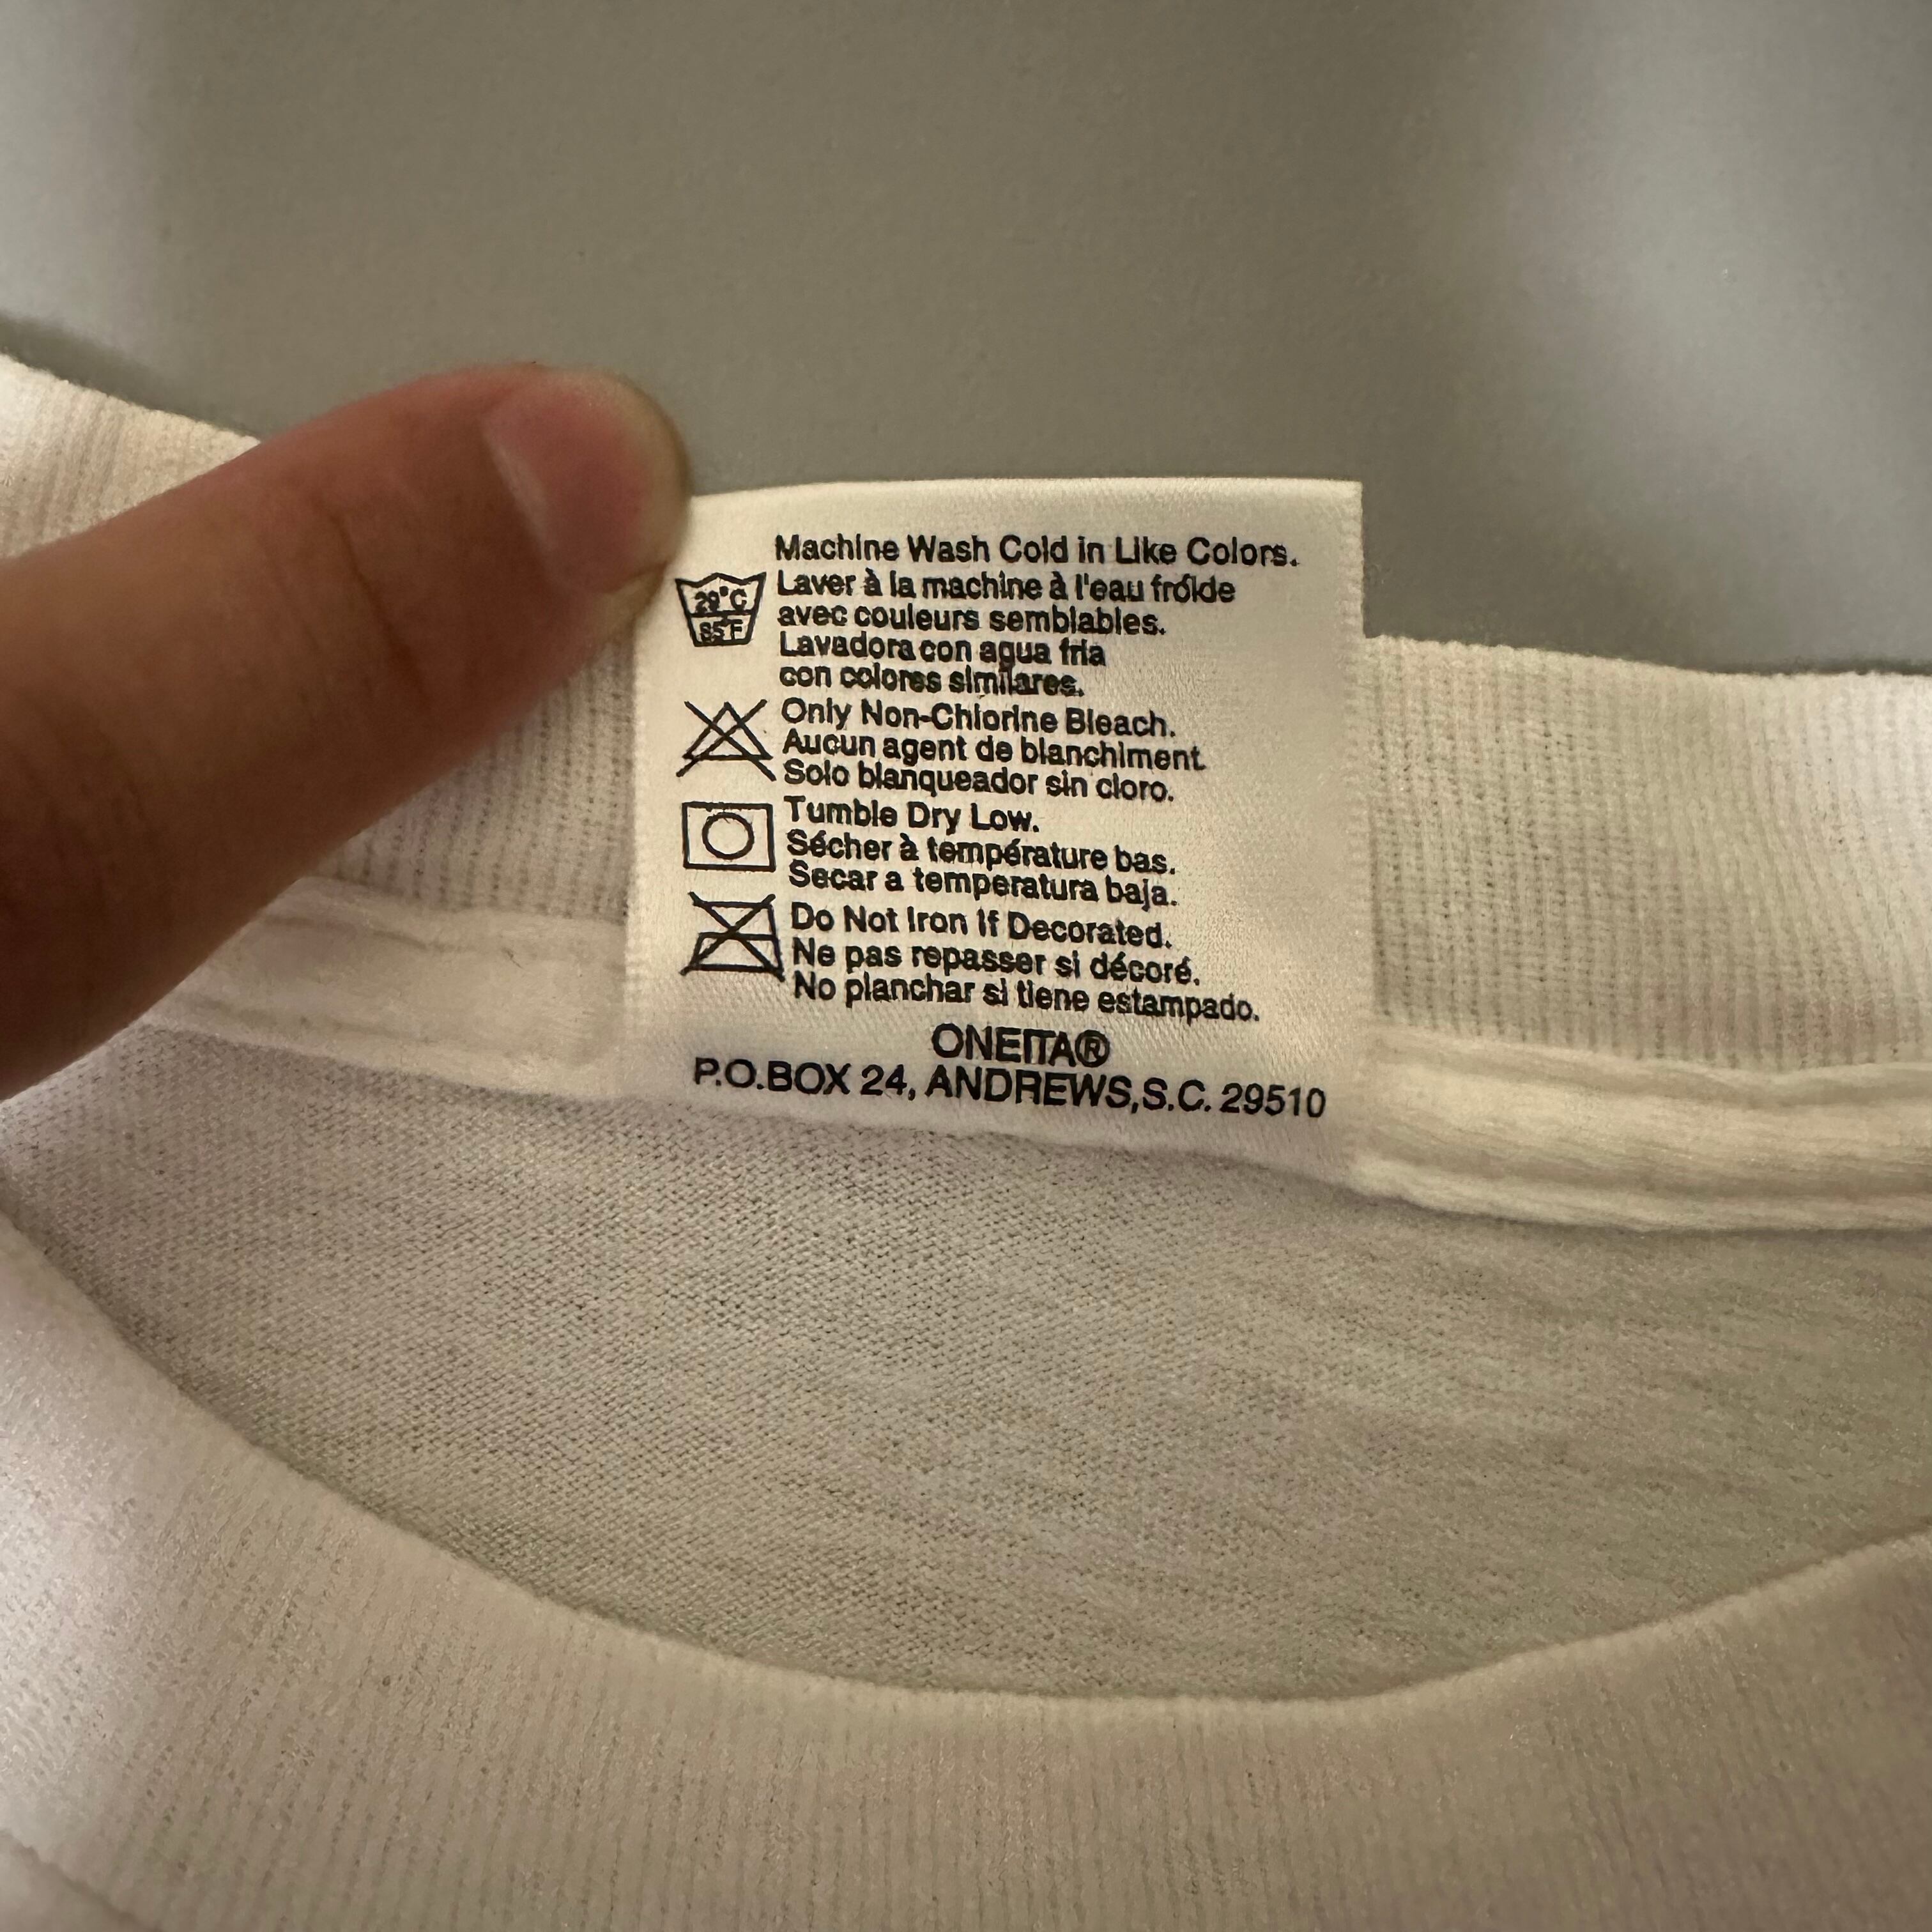 Machine Wash Cold in Like Colors.
29°C
85°F
Laver à la machine à l'eau fróide
avec couleurs semblables.
Lavadora con agua fria
con colores similares.
Only Non-Chlorine Bleach.
Aucun agent de blanchiment
Solo blanqueador sin cloro.
Tumble Dry Low.
Sécher à température bas.
Secar a temperatura baja.
Do Not Iron If Decorated.
Ne pas repasser si décoré.
No planchar si tiene estampado.
ONEITA®
P.O.BOX 24, ANDREWS,S.C. 29510